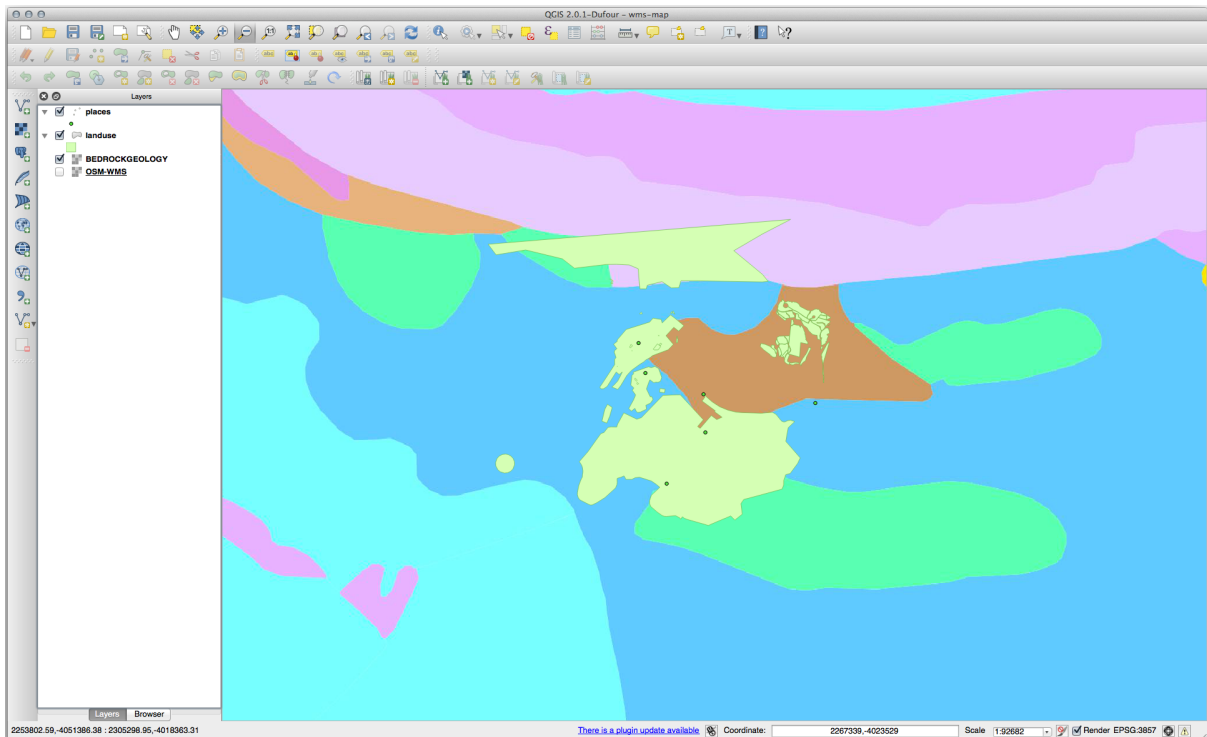 QGIS 2.0.1-Dufour - wms-map
Layers
places
landuse
BEDROCKGEOLOGY
OSM-WMS
Layers Browser
2253802.59,-4051386.38 : 2305298.95,-4018363.31 There is a plugin update available Coordinate: 2267339,-4023529 Scale 1:92682 Render EPSG:3857